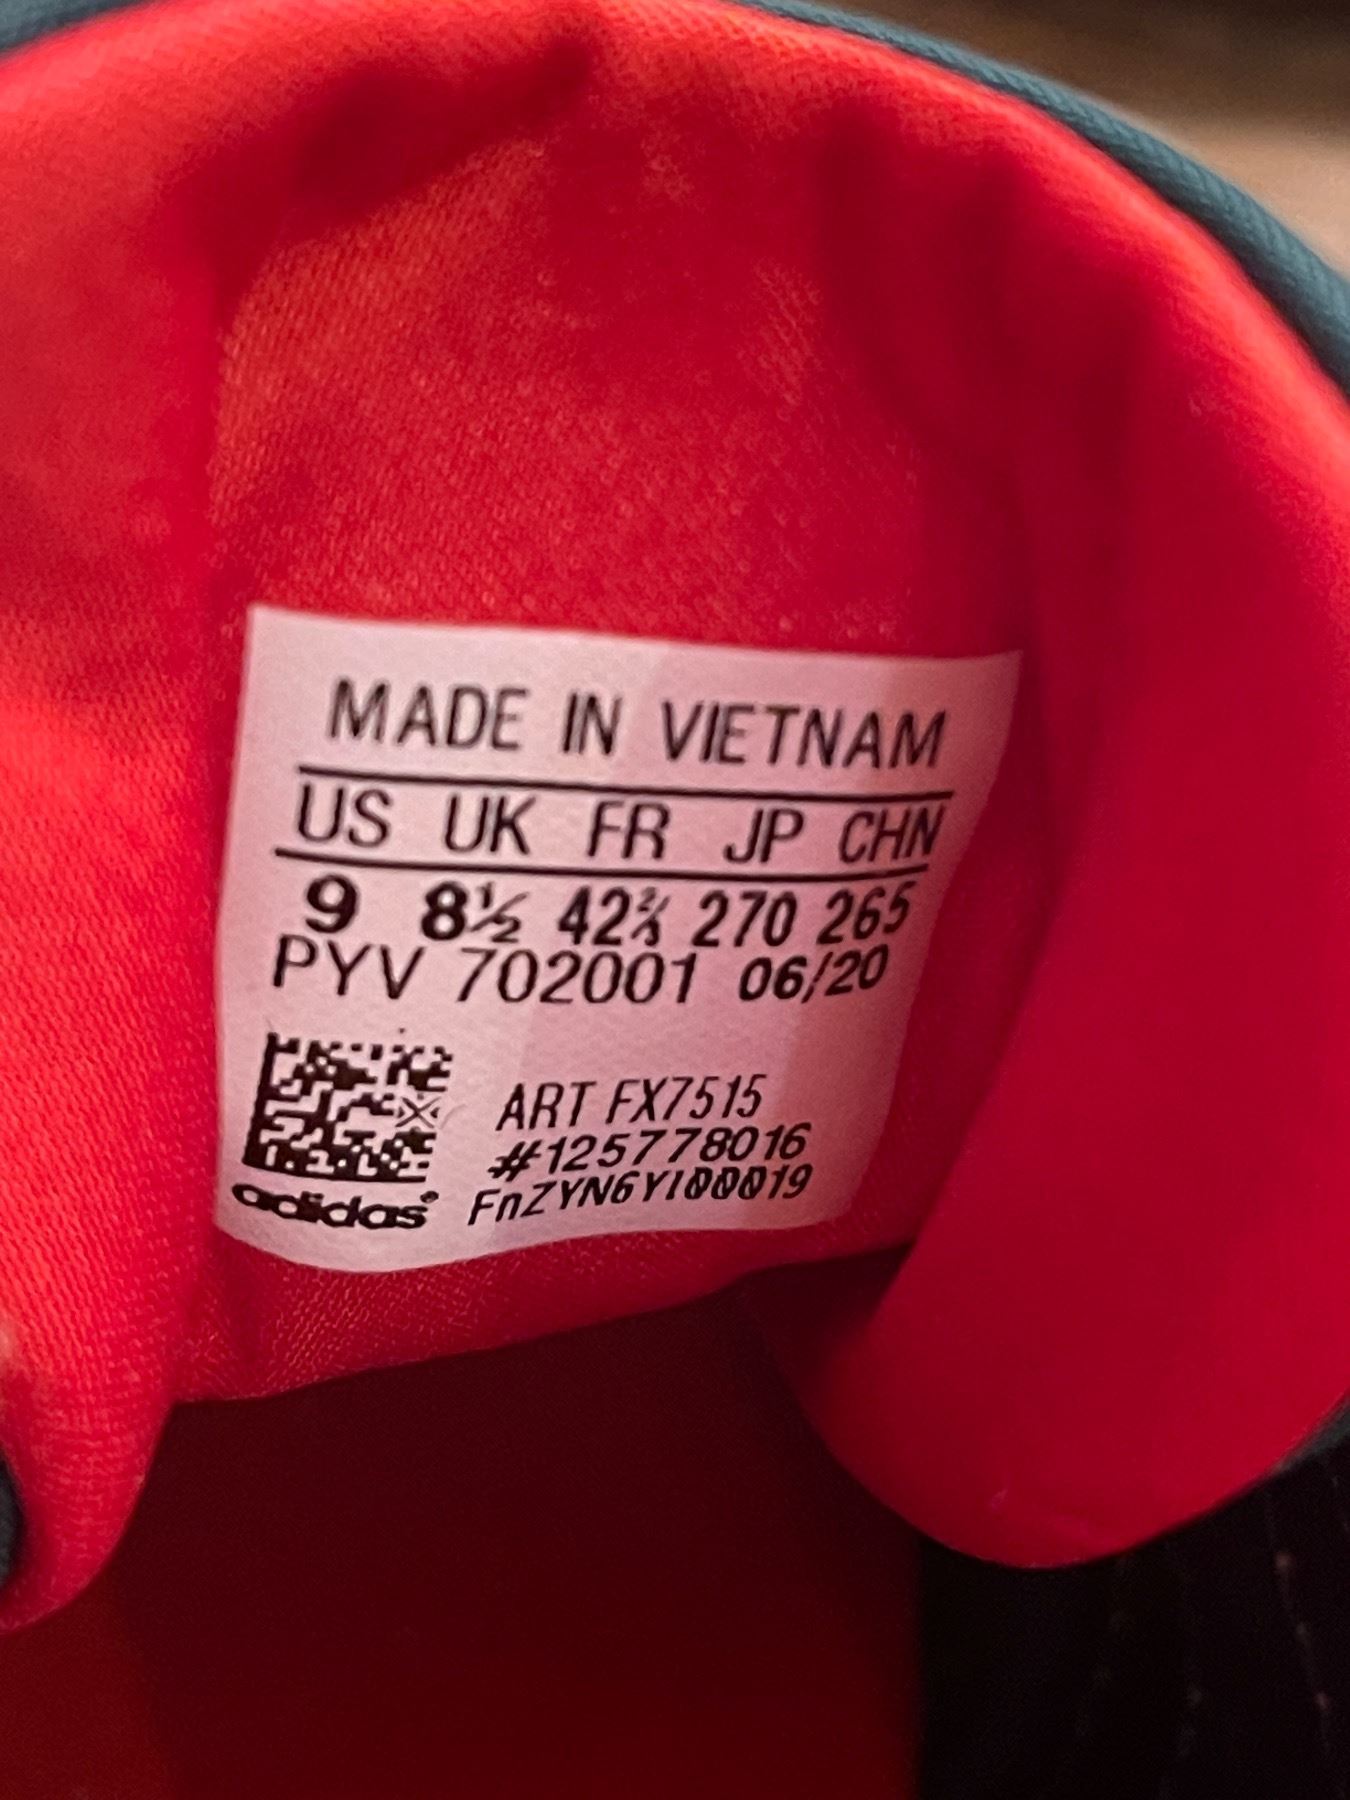 MADE IN VIETNAM
US UK FR JP CHN
9 8½ 42⅔ 270 265
PYV 702001 06/20
ART FX7515
#125778016
adidas® FnZYN6YI00019